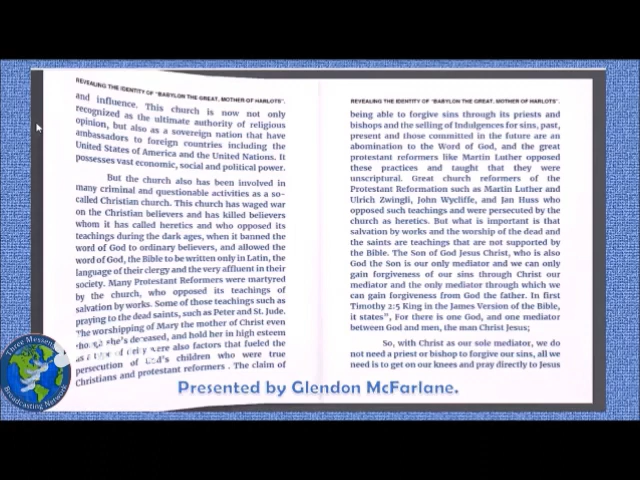 REVEALING THE IDENTITY OF "BABYLON THE GREAT, MOTHER OF HARLOTS".
and influence. This church is now not only
recognized as the ultimate authority of religious
opinion, but also as a sovereign nation that have
ambassadors to foreign countries including the
United States of America and the United Nations. It
possesses vast economic, social and political power.
But the church also has been involved in
many criminal and questionable activities as a so-
called Christian church. This church has waged war
on the Christian believers and has killed believers
whom it has called heretics and who opposed its
teachings during the dark ages, when it banned the
word of God to ordinary believers, and allowed the
word of God, the Bible to be written only in Latin, the
language of their clergy and the very affluent in their
society. Many Protestant Reformers were martyred
by the church, who opposed its teachings of
salvation by works. Some of those teachings such as
praying to the dead saints, such as Peter and St. Jude.
The worshipping of Mary the mother of Christ even
she's deceased, and hold her in high esteem
as a were also factors that fueled the
persecution of God's children who were true
Christians and protestant reformers . The claim of
REVEALING THE IDENTITY OF "BABYLON THE GREAT, MOTHER OF HARLOTS".
being able to forgive sins through its priests and
bishops and the selling of Indulgences for sins, past,
present and those committed in the future are an
abomination to the Word of God, and the great
protestant reformers like Martin Luther opposed
these practices and taught that they were
unscriptural. Great church reformers of the
Protestant Reformation such as Martin Luther and
Ulrich Zwingli, John Wycliffe, and Jan Huss who
opposed such teachings and were persecuted by the
church as heretics. But what is important is that
salvation by works and the worship of the dead and
the saints are teachings that are not supported by
the Bible. The Son of God Jesus Christ, who is also
God the Son is our only mediator and we can only
gain forgiveness of our sins through Christ our
mediator and the only mediator through which we
can gain forgiveness from God the father. In first
Timothy 2:5 King in the James Version of the Bible,
it states", For there is one God, and one mediator
between God and men, the man Christ Jesus;
So, with Christ as our sole mediator, we do
not need a priest or bishop to forgive our sins, all we
need is to get on our knees and pray directly to Jesus
Three Messen
Broadcasting Network
Presented by Glendon McFarlane.